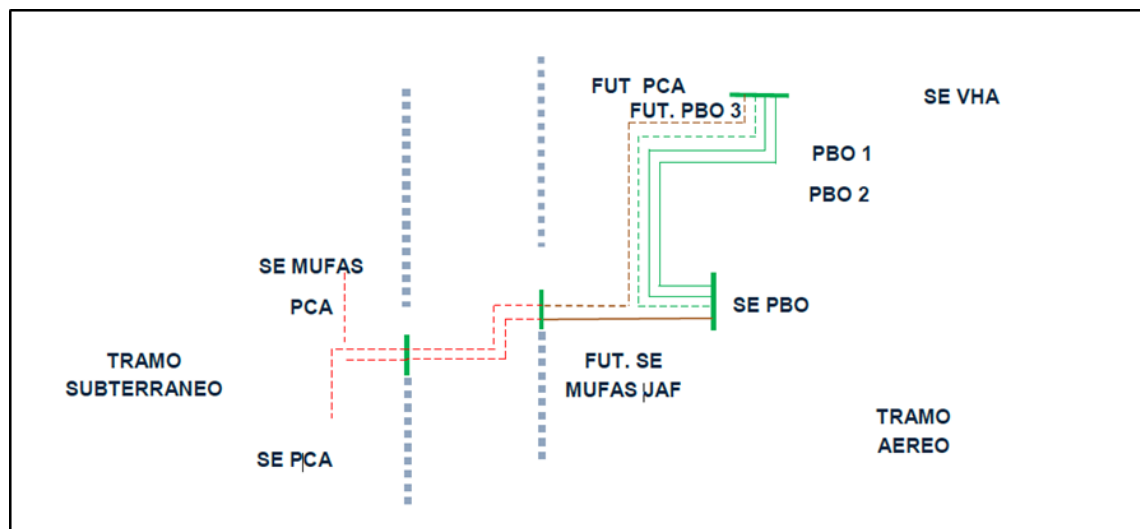 FUT PCA
SE VHA
FUT. PBO 3
PBO 1
PBO 2
SE MUFAS
PCA
SE PBO
TRAMO
SUBTERRANEO
FUT. SE
MUFAS JAF
TRAMO
AEREO
SE PCA